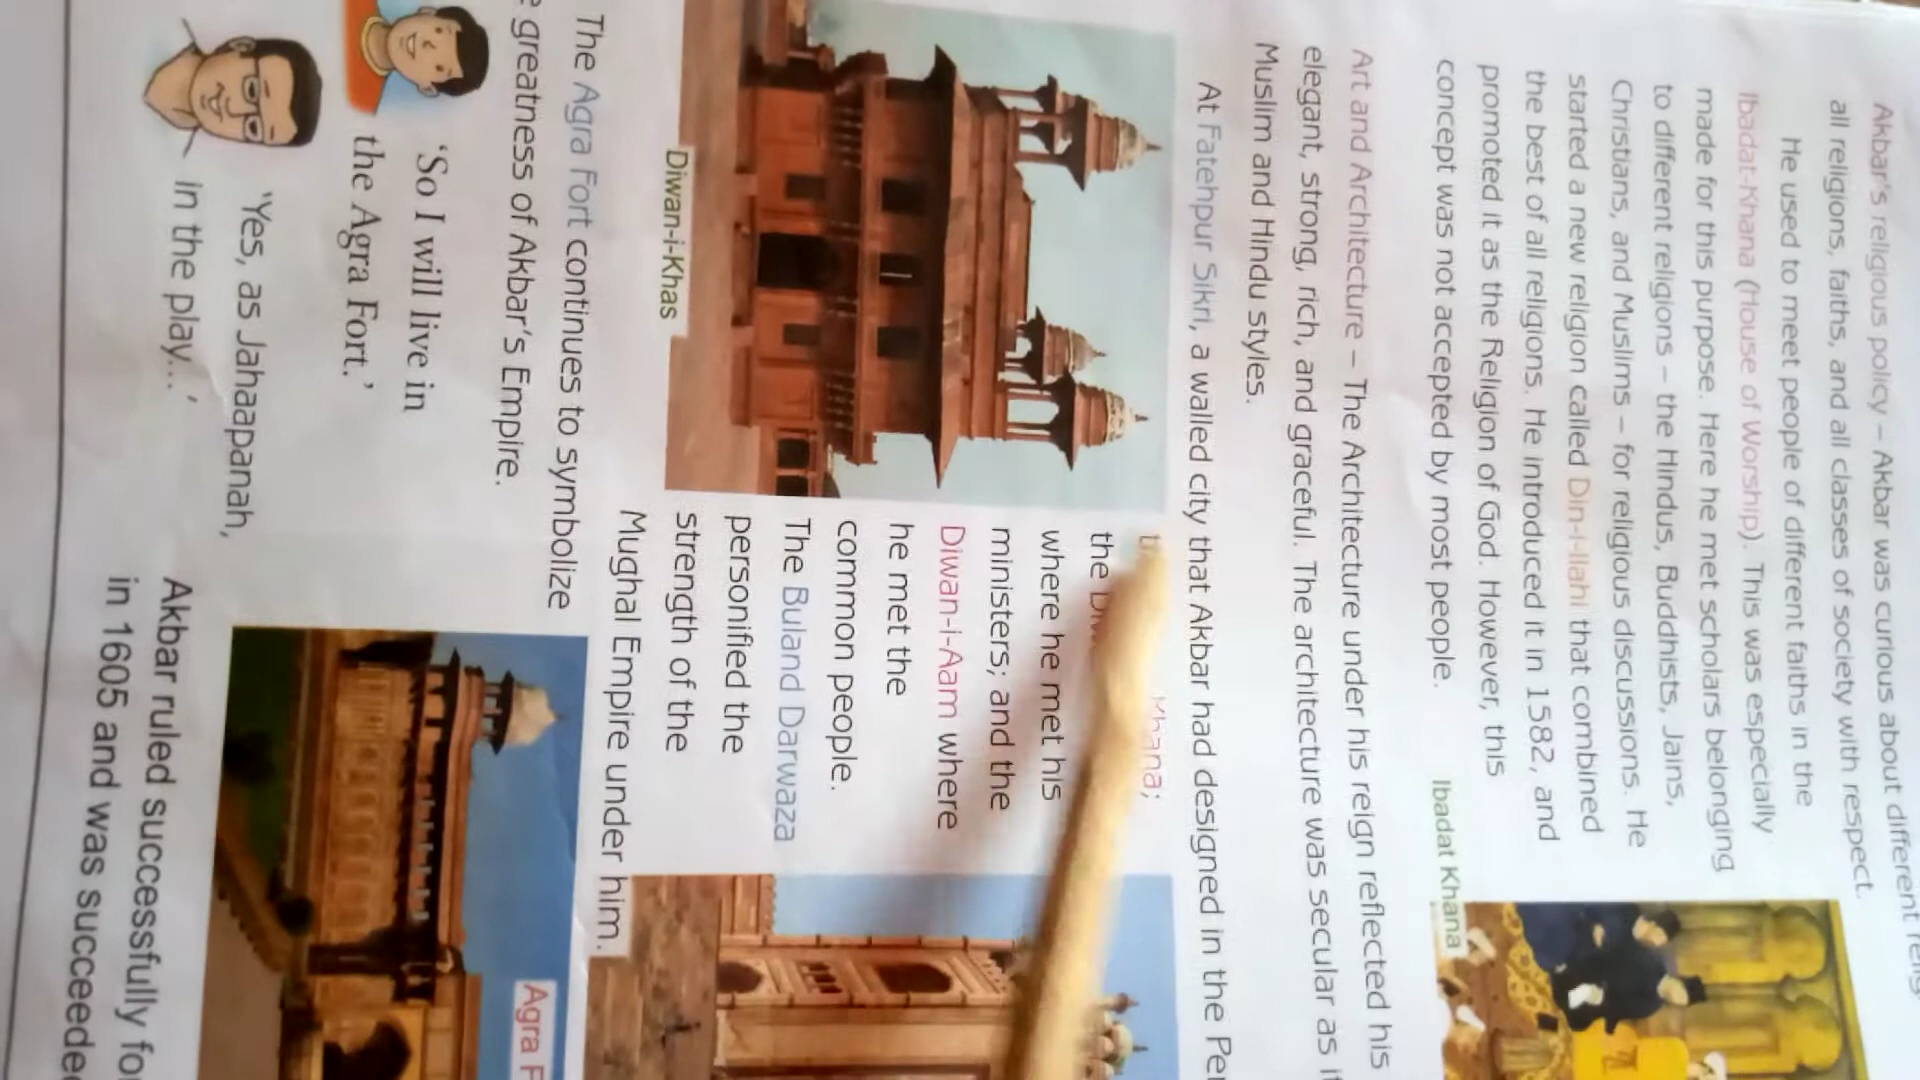 Akbar's religious policy – Akbar was curious about different
all religions, faiths, and all classes of society with respect.
He used to meet people of different faiths in the
Ibadat-Khana (House of Worship). This was especially
made for this purpose. Here he met scholars belonging
to different religions – the Hindus, Buddhists, Jains,
Christians, and Muslims – for religious discussions. He
started a new religion called Din-i-Ilahi that combined
the best of all religions. He introduced it in 1582, and
promoted it as the Religion of God. However, this
concept was not accepted by most people.
Ibadat Khana
Art and Architecture – The Architecture under his reign reflected his
elegant, strong, rich, and graceful. The architecture was secular as
Muslim and Hindu styles.
At Fatehpur Sikri, a walled city that Akbar had designed in the
Khana;
the
where he met his
ministers; and the
Diwan-i-Aam where
he met the
common people.
The Buland Darwaza
personified the
strength of the
Mughal Empire under him.
Diwan-i-Khas
The Agra Fort continues to symbolize
greatness of Akbar's Empire.
Agra
'So I will live in
the Agra Fort.'
'Yes, as Jahaapanah,
in the play...'
Akbar ruled successfully
in 1605 and was